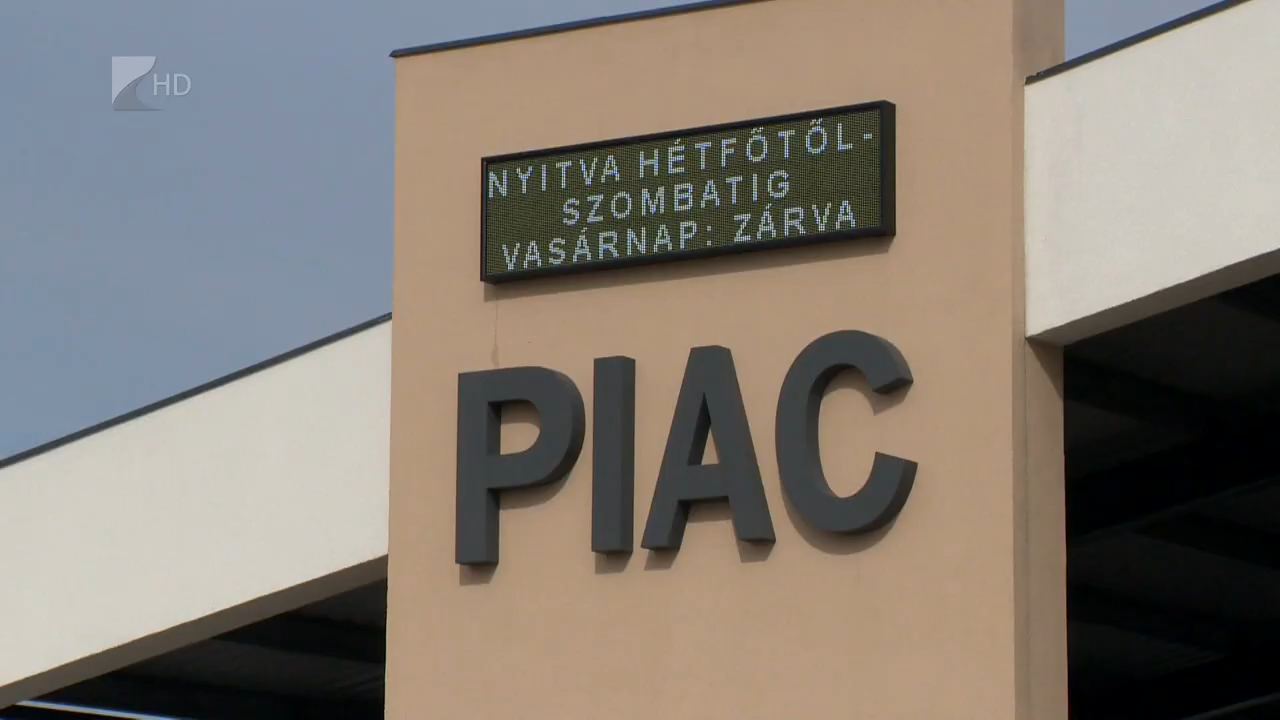 HD
NYITVA HÉTFŐTŐL-
SZOMBATIG
VASÁRNAP: ZÁRVA
PIAC